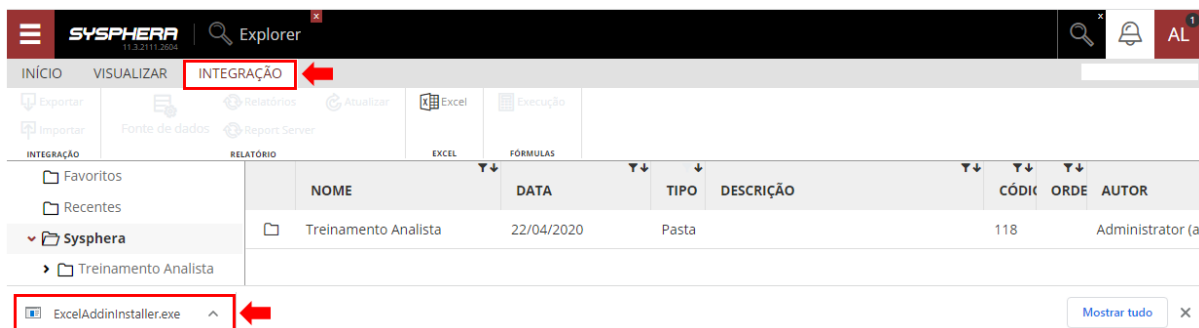 SYSPHERA
11.3.2111.2604
Explorer
x
x
1
AL
INÍCIO VISUALIZAR INTEGRAÇÃO
Exportar
Importar
INTEGRAÇÃO
Fonte de dados
Relatórios
Report Server
Atualizar
RELATÓRIO
Excel
EXCEL
Execução
FÓRMULAS
Favoritos
Recentes
Sysphera
Treinamento Analista
NOME DATA TIPO DESCRIÇÃO CÓDIC ORDE AUTOR
Treinamento Analista 22/04/2020 Pasta 118 Administrator (a
ExcelAddinInstaller.exe
Mostrar tudo